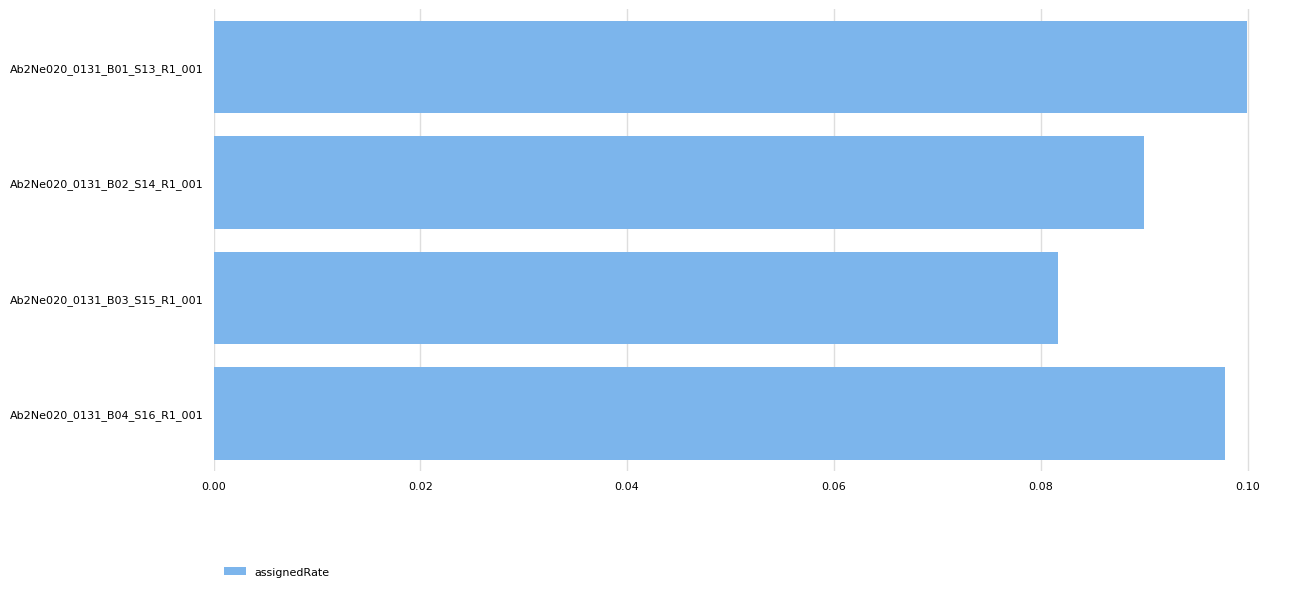 Ab2Ne020_0131_B01_S13_R1_001
Ab2Ne020_0131_B02_S14_R1_001
Ab2Ne020_0131_B03_S15_R1_001
Ab2Ne020_0131_B04_S16_R1_001
0.00 0.02 0.04 0.06 0.08 0.10
assignedRate